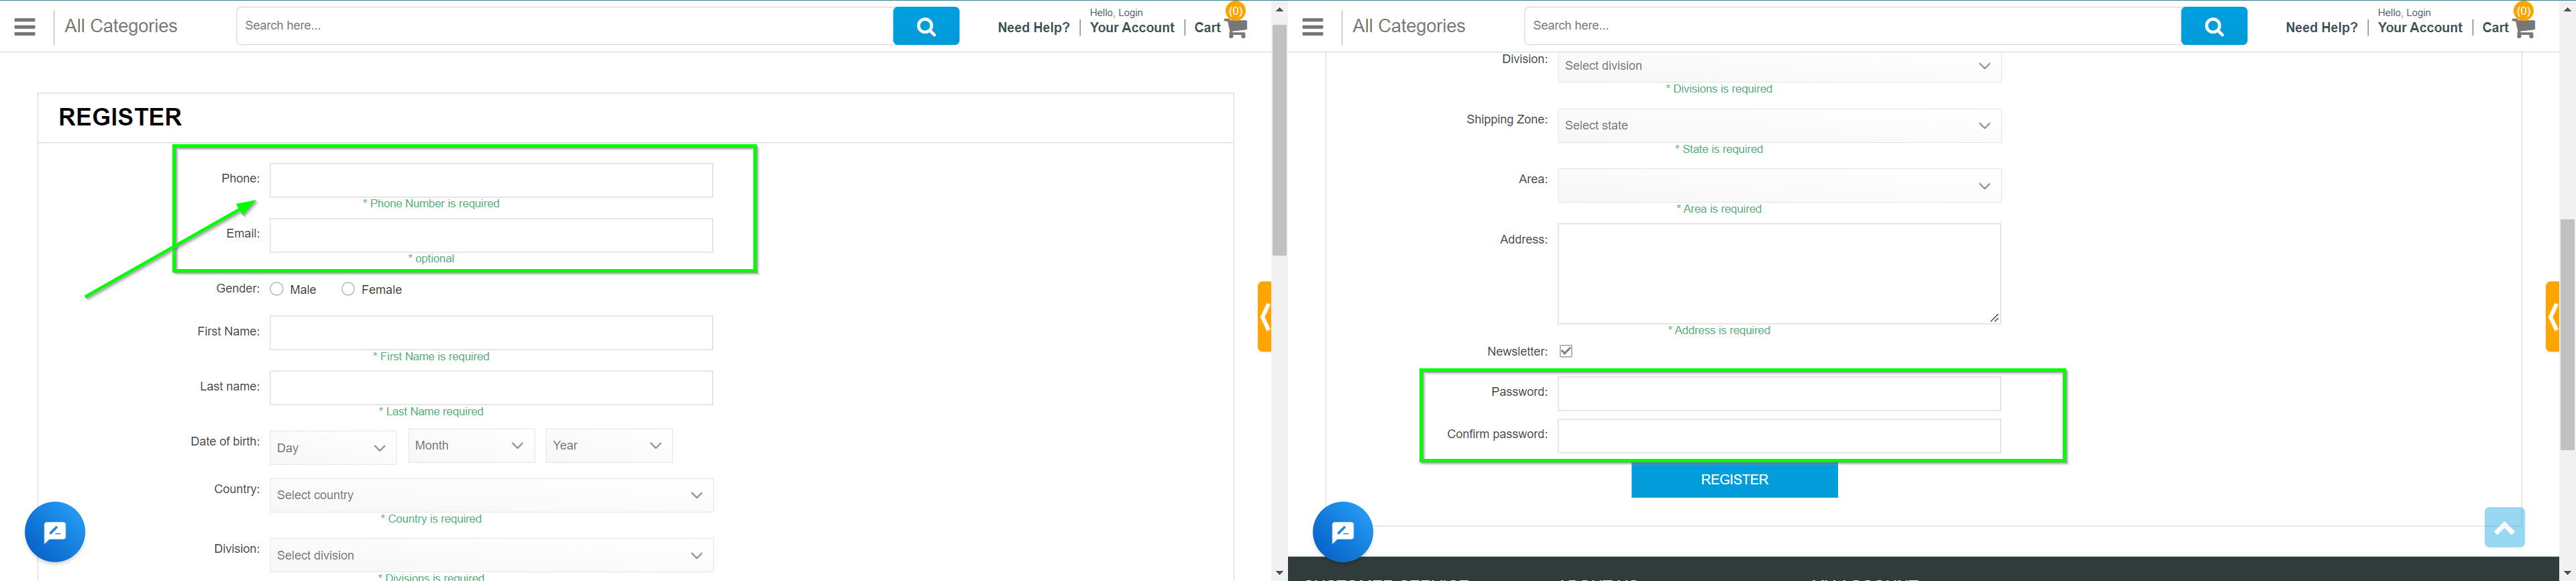 All Categories
Search here...
Need Help?
Hello, Login
Your Account
Cart
(0)
REGISTER
Phone:
* Phone Number is required
Email:
* optional
Gender: Male Female
First Name:
* First Name is required
Last name:
* Last Name required
Date of birth: Day Month Year
Country: Select country
* Country is required
Division: Select division
* Divisions is required
All Categories
Search here...
Need Help?
Hello, Login
Your Account
Cart
(0)
Division: Select division
* Divisions is required
Shipping Zone: Select state
* State is required
Area:
* Area is required
Address:
* Address is required
Newsletter:
Password:
Confirm password:
REGISTER